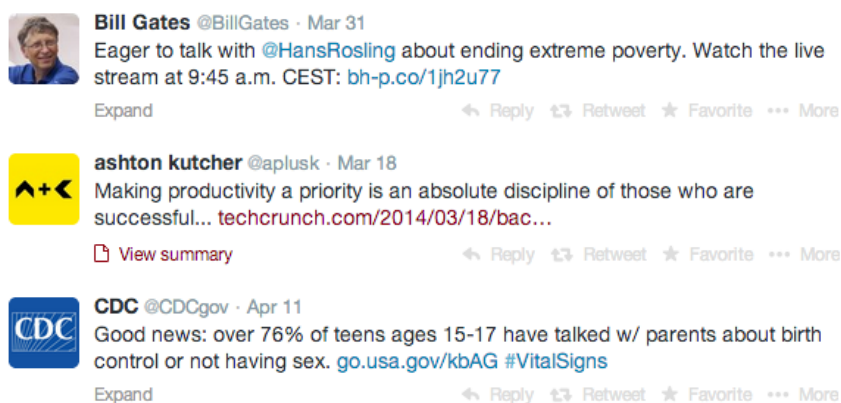 Bill Gates @BillGates · Mar 31
Eager to talk with @HansRosling about ending extreme poverty. Watch the live
stream at 9:45 a.m. CEST: bh-p.co/1jh2u77
Expand Reply Retweet Favorite ••• More
ashton kutcher @aplusk · Mar 18
A+K Making productivity a priority is an absolute discipline of those who are
successful... techcrunch.com/2014/03/18/bac…
View summary Reply Retweet Favorite ••• More
CDC @CDCgov · Apr 11
CDC Good news: over 76% of teens ages 15-17 have talked w/ parents about birth
control or not having sex. go.usa.gov/kbAG #VitalSigns
Expand Reply Retweet Favorite ••• More